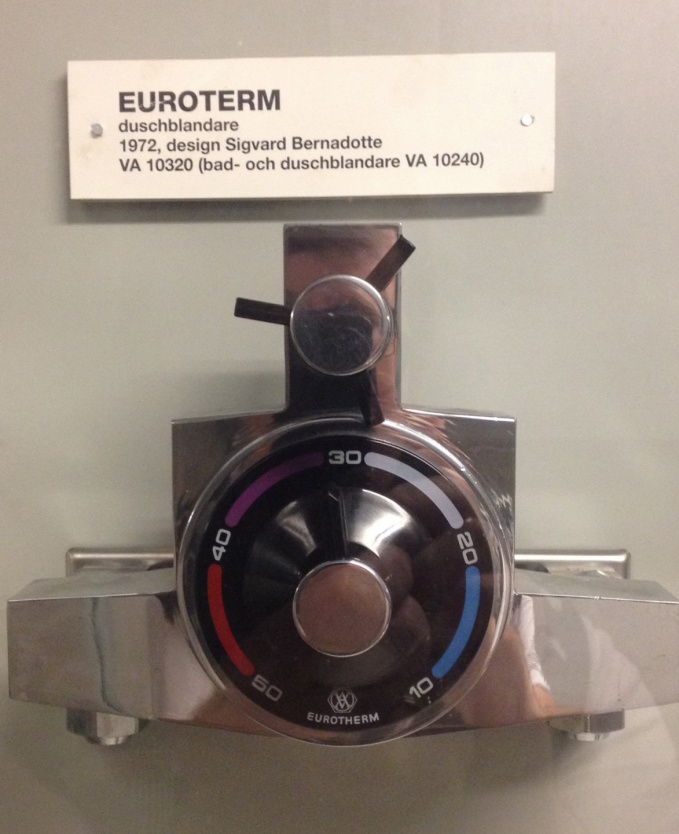 EUROTERM
duschblandare
1972, design Sigvard Bernadotte
VA 10320 (bad- och duschblandare VA 10240)
30
40
20
50
10
EUROTHERM